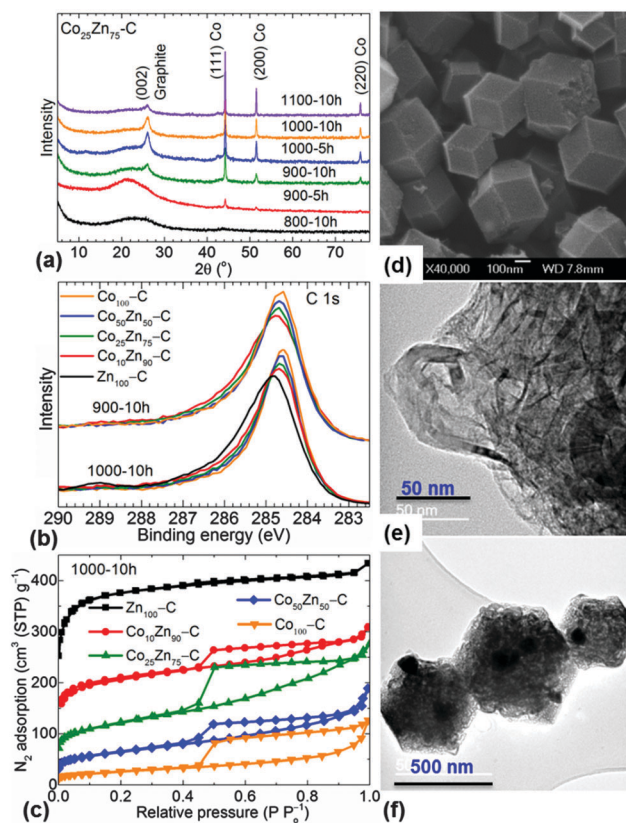 Co25Zn75-C
(002)
Graphite
(111) Co
(200) Co
(220) Co
1100-10h
1000-10h
1000-5h
900-10h
900-5h
800-10h
Intensity
10 20 30 40 50 60 70
2θ (°)
(a)
C 1s
Co100–C
Co50Zn50–C
Co25Zn75–C
Co10Zn90–C
Zn100–C
900-10h
1000-10h
Intensity
290 289 288 287 286 285 284 283
Binding energy (eV)
(b)
1000-10h
Zn100–C
Co10Zn90–C
Co25Zn75–C
Co50Zn50–C
Co100–C
400
300
200
100
0
N2 adsorption (cm3 (STP) g–1)
0.0 0.2 0.4 0.6 0.8 1.0
Relative pressure (P Po–1)
(c)
(d)
X40,000 100nm WD 7.8mm
50 nm
50 nm
(e)
500 nm
(f)